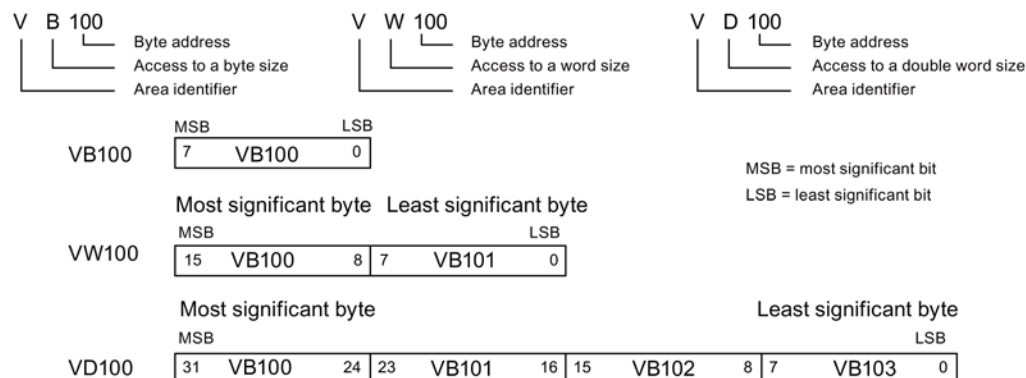 V B 100 V W 100 V D 100
Byte address Byte address Byte address
Access to a byte size Access to a word size Access to a double word size
Area identifier Area identifier Area identifier
MSB LSB
VB100 7 VB100 0
MSB = most significant bit
LSB = least significant bit
Most significant byte Least significant byte
MSB LSB
VW100 15 VB100 8 7 VB101 0
Most significant byte Least significant byte
MSB LSB
VD100 31 VB100 24 23 VB101 16 15 VB102 8 7 VB103 0